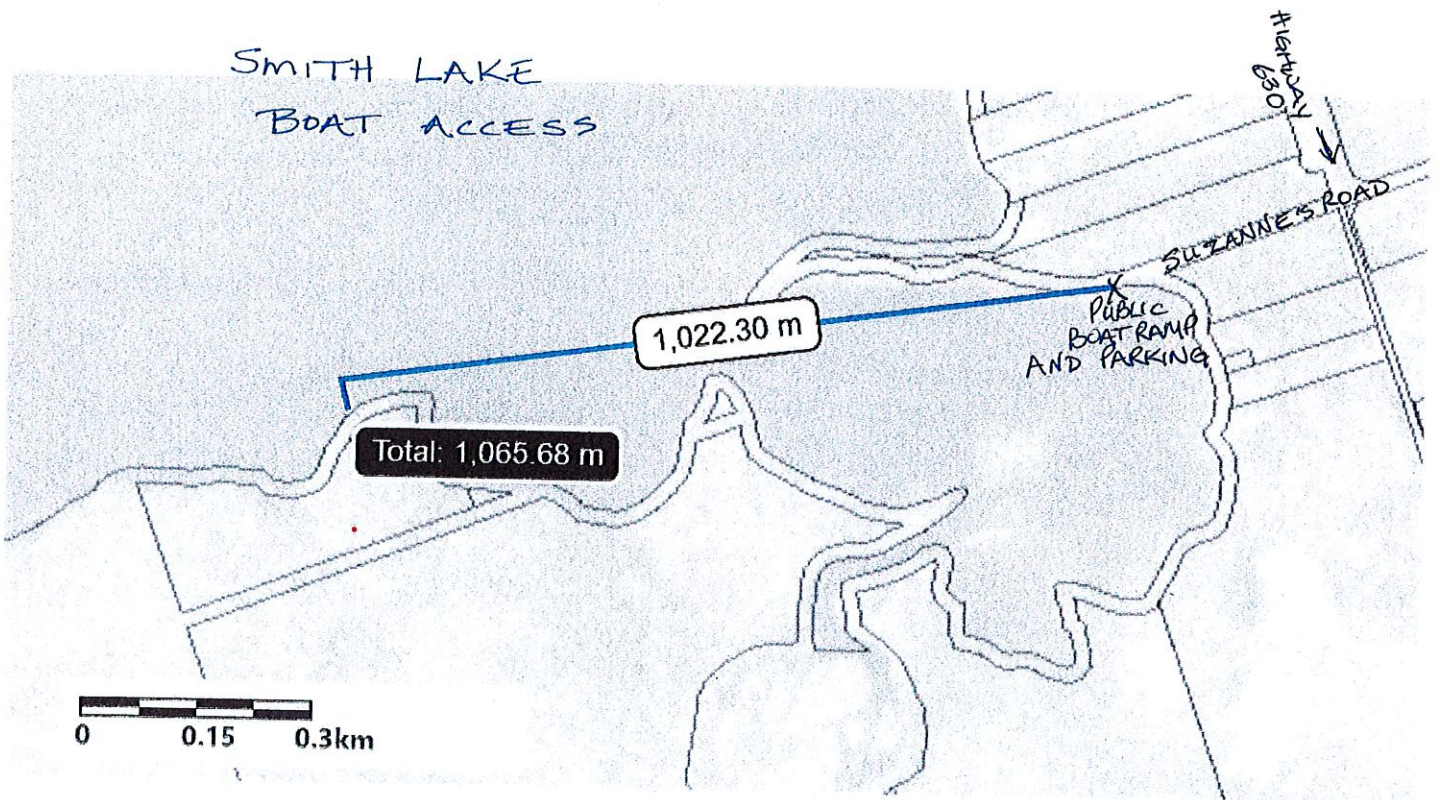 SMITH LAKE
BOAT ACCESS
HIGHWAY
630
SUZANNE'S ROAD
X
PUBLIC
BOAT RAMP
AND PARKING
1,022.30 m
Total: 1,065.68 m
0 0.15 0.3km